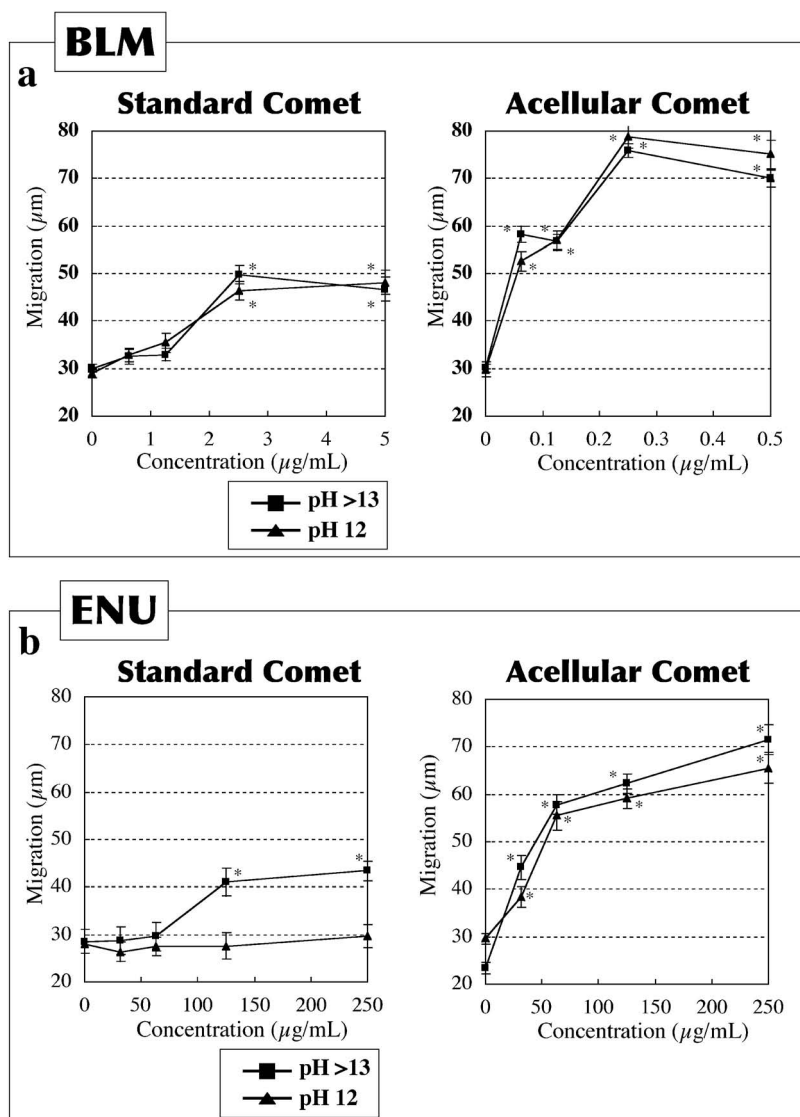 BLM
a
Standard Comet
Acellular Comet
80
70
60
50
40
30
20
Migration (µm)
0 1 2 3 4 5
Concentration (µg/mL)
80
70
60
50
40
30
20
Migration (µm)
0 0.1 0.2 0.3 0.4 0.5
Concentration (µg/mL)
* * * *
* * * * * * * *
pH >13
pH 12
ENU
b
Standard Comet
Acellular Comet
80
70
60
50
40
30
20
Migration (µm)
0 50 100 150 200 250
Concentration (µg/mL)
80
70
60
50
40
30
20
Migration (µm)
0 50 100 150 200 250
Concentration (µg/mL)
* *
* * * * * * * *
pH >13
pH 12